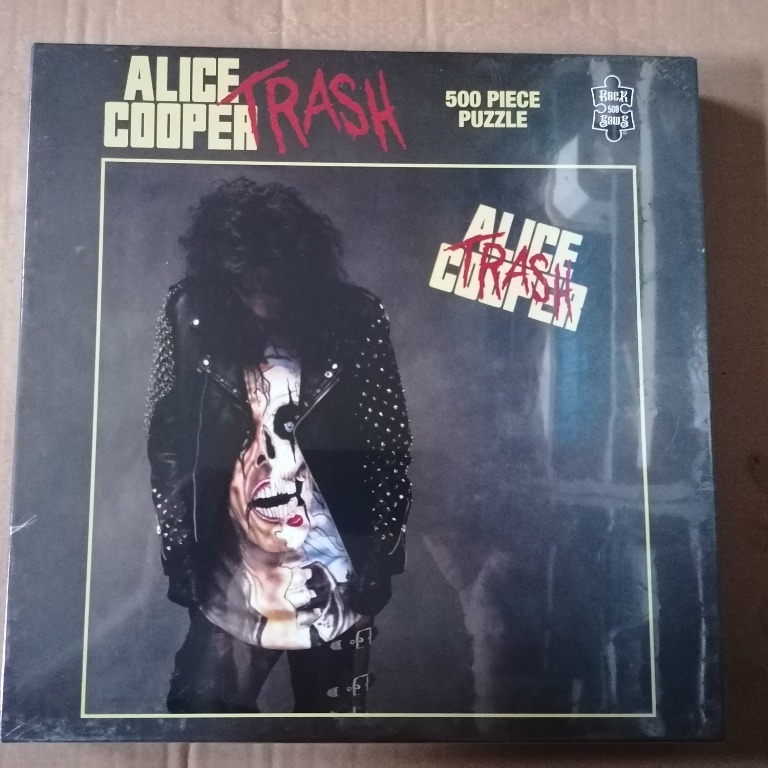 ALICE
COOPER
TRASH
500 PIECE
PUZZLE
RocK
500
SawS
ALICE
COOPER
TRASH